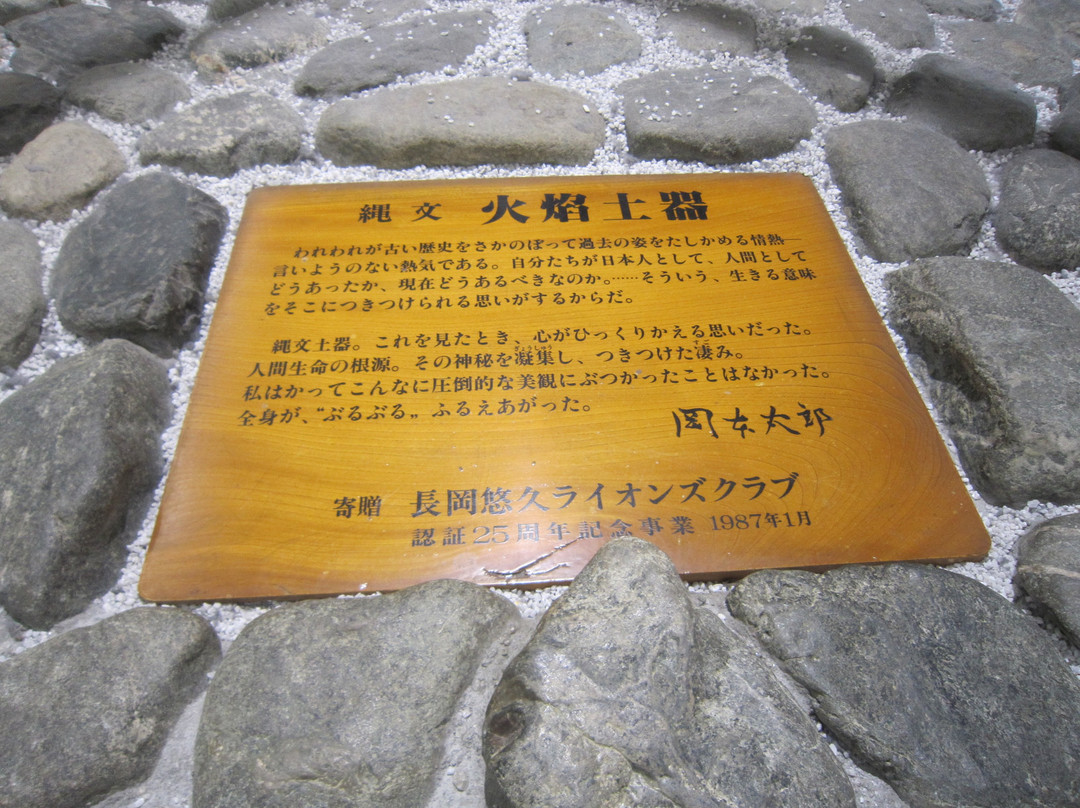 縄文 火焰土器
われわれが古い歴史をさかのぼって過去の姿をたしかめる情熱―
言いようのない熱気である。自分たちが日本人として、人間として
どうあったか、現在どうあるべきなのか。……そういう、生きる意味
をそこにつきつけられる思いがするからだ。
縄文土器。これを見たとき、心がひっくりかえる思いだった。
人間生命の根源。その神秘を凝集し、つきつけた凄み。
私はかってこんなに圧倒的な美観にぶつかったことはなかった。
全身が、“ぶるぶる„ふるえあがった。
岡本太郎
寄贈 長岡悠久ライオンズクラブ
認証25周年記念事業 1987年1月